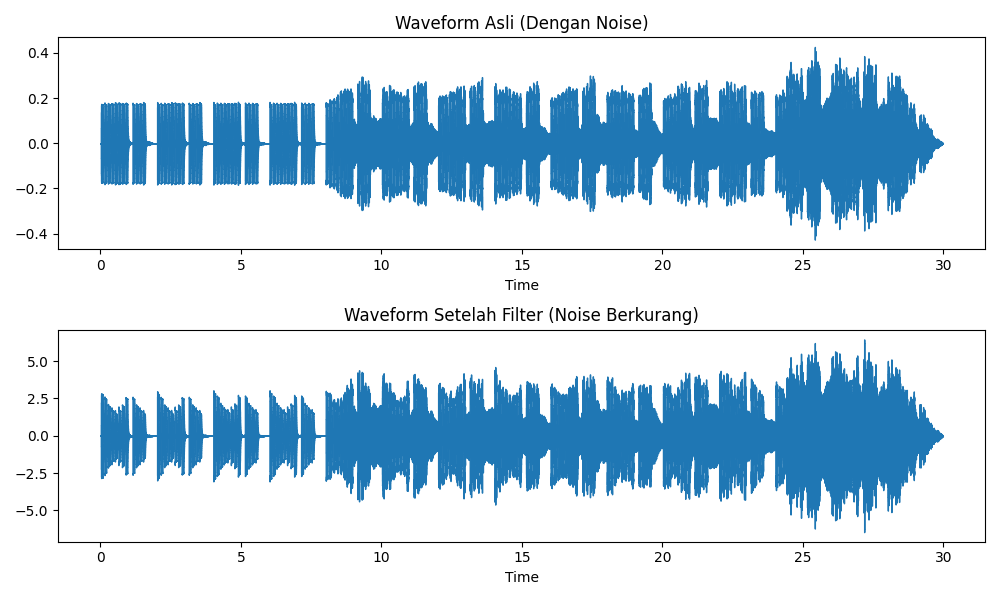 Waveform Asli (Dengan Noise)
0.4
0.2
0.0
−0.2
−0.4
0 5 10 15 20 25 30
Time
Waveform Setelah Filter (Noise Berkurang)
5.0
2.5
0.0
−2.5
−5.0
0 5 10 15 20 25 30
Time